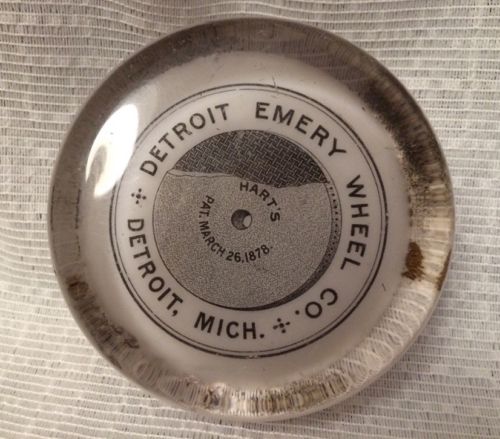 DETROIT EMERY WHEEL CO.
DETROIT, MICH.
HART'S
PAT. MARCH 26, 1878.